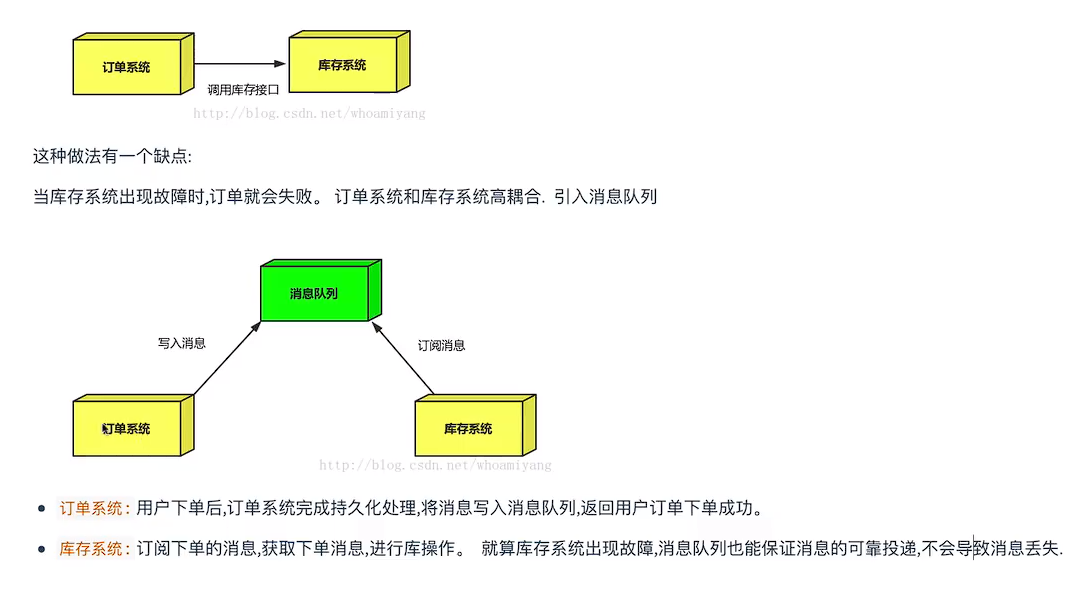 订单系统
库存系统
调用库存接口
http://blog.csdn.net/whoamiyang
这种做法有一个缺点:
当库存系统出现故障时,订单就会失败。 订单系统和库存系统高耦合. 引入消息队列
消息队列
写入消息
订阅消息
订单系统
库存系统
http://blog.csdn.net/whoamiyang
订单系统:用户下单后,订单系统完成持久化处理,将消息写入消息队列,返回用户订单下单成功。
库存系统:订阅下单的消息,获取下单消息,进行库操作。 就算库存系统出现故障,消息队列也能保证消息的可靠投递,不会导致消息丢失.